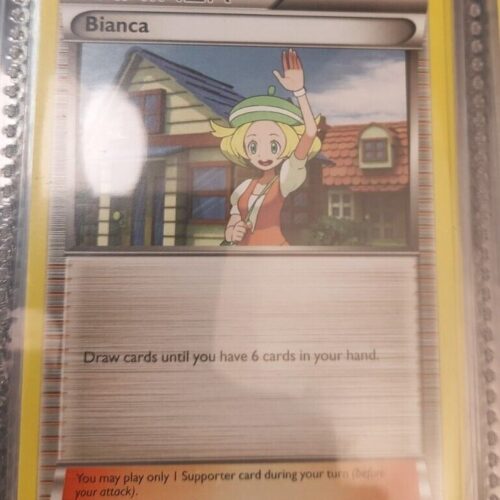 Bianca
Draw cards until you have 6 cards in your hand.
You may play only 1 Supporter card during your turn (before
your attack).